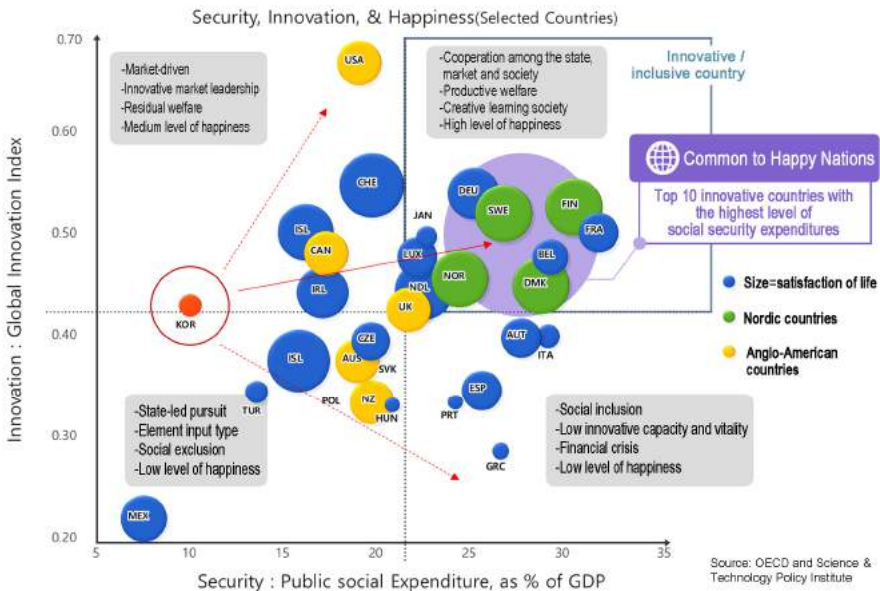 Security, Innovation, & Happiness(Selected Countries)
Innovation : Global Innovation Index
0.70
0.60
0.50
0.40
0.30
0.20
-Market-driven
-Innovative market leadership
-Residual welfare
-Medium level of happiness
USA
-Cooperation among the state,
market and society
-Productive welfare
-Creative learning society
-High level of happiness
Innovative /
inclusive country
Common to Happy Nations
Top 10 innovative countries with
the highest level of
social security expenditures
CHE
DEU
SWE
FIN
FRA
JAN
ISL
CAN
LUX
BEL
NOR
DMK
IRL
NDL
UK
KOR
Size=satisfaction of life
Nordic countries
Anglo-American
countries
CZE
AUT
ITA
ISL
AUS
SVK
TUR
POL
NZ
HUN
ESP
PRT
GRC
-State-led pursuit
-Element input type
-Social exclusion
-Low level of happiness
-Social inclusion
-Low innovative capacity and vitality
-Financial crisis
-Low level of happiness
MEX
5
10
15
20
25
30
35
Security : Public social Expenditure, as % of GDP
Source: OECD and Science &
Technology Policy Institute